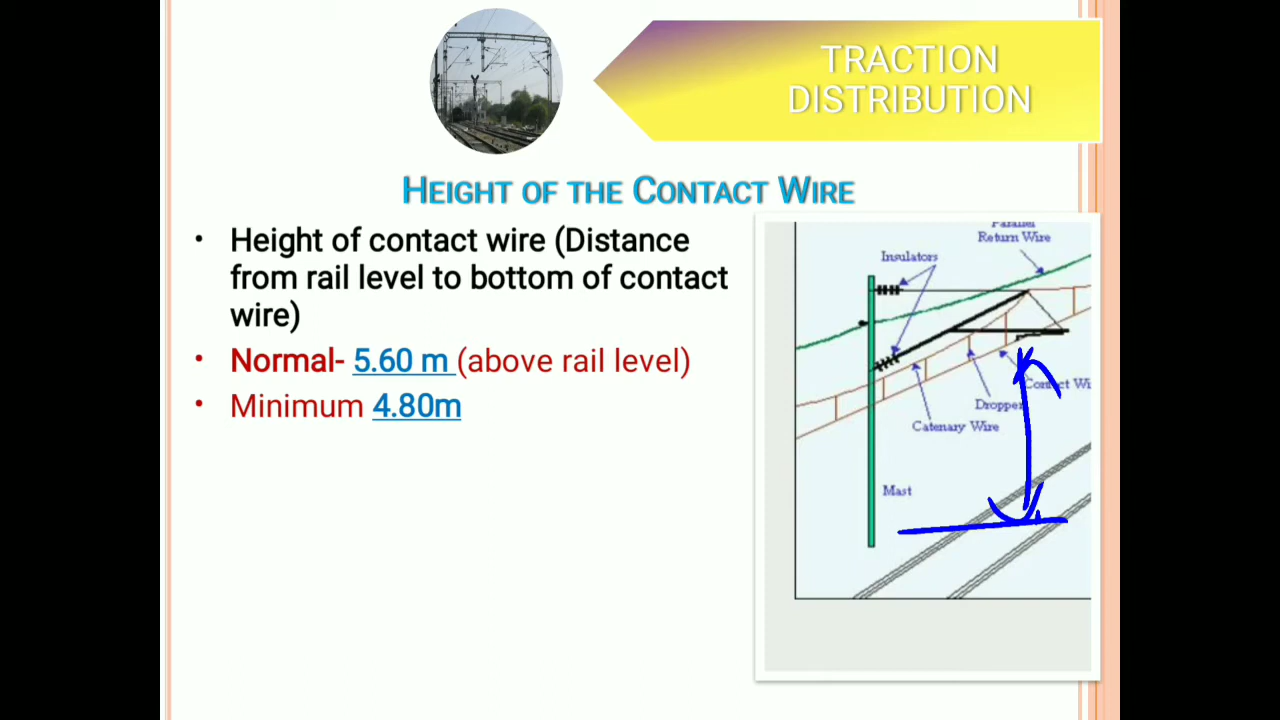 TRACTION
DISTRIBUTION
HEIGHT OF THE CONTACT WIRE
• Height of contact wire (Distance
from rail level to bottom of contact
wire)
• Normal- 5.60 m (above rail level)
• Minimum 4.80m
Parallel
Return Wire
Insulators
Contact Wi
Dropper
Catenary Wire
Mast